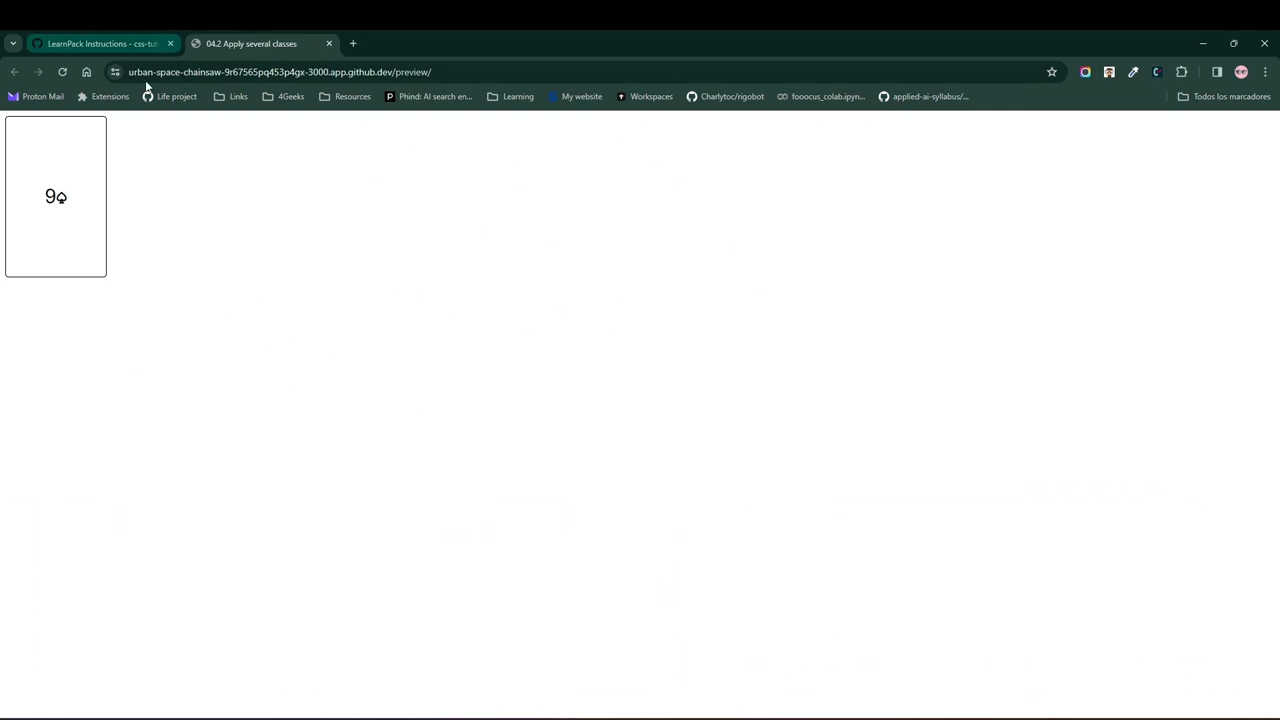 LearnPack Instructions - css-tut
04.2 Apply several classes
urban-space-chainsaw-9r67565pq453p4gx-3000.app.github.dev/preview/
Proton Mail
Extensions
Life project
Links
4Geeks
Resources
Phind: AI search en...
Learning
My website
Workspaces
Charlytoc/rigobot
fooocus_colab.ipyn...
applied-ai-syllabus/...
Todos los marcadores
9♠